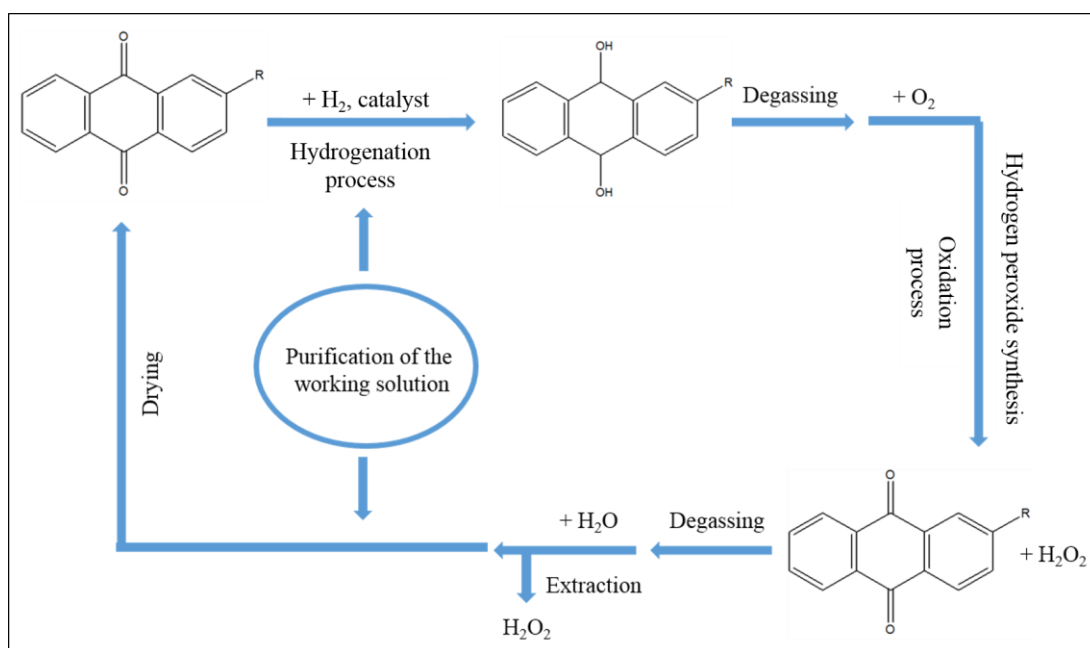 O
R
O
+ H₂, catalyst
Hydrogenation
process
OH
R
OH
Degassing
+ O₂
Hydrogen peroxide synthesis
Oxidation
process
Purification of the
working solution
Drying
O
R
O
+ H₂O₂
Degassing
+ H₂O
Extraction
H₂O₂